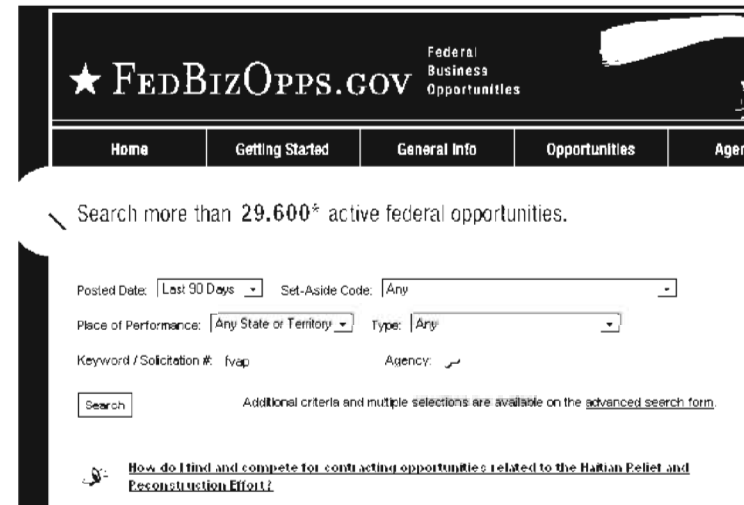 ★ FEDBIZOPPS.GOV
Federal
Business
Opportunities
Home Getting Started General Info Opportunities Agen
Search more than 29,600* active federal opportunities.
Posted Date: Last 90 Days Set-Aside Code: Any
Place of Performance: Any State or Territory Type: Any
Keyword / Solicitation #: fvap Agency:
Search Additional criteria and multiple selections are available on the advanced search form.
How do I find and compete for contracting opportunities related to the Haitian Relief and
Reconstruction Effort?